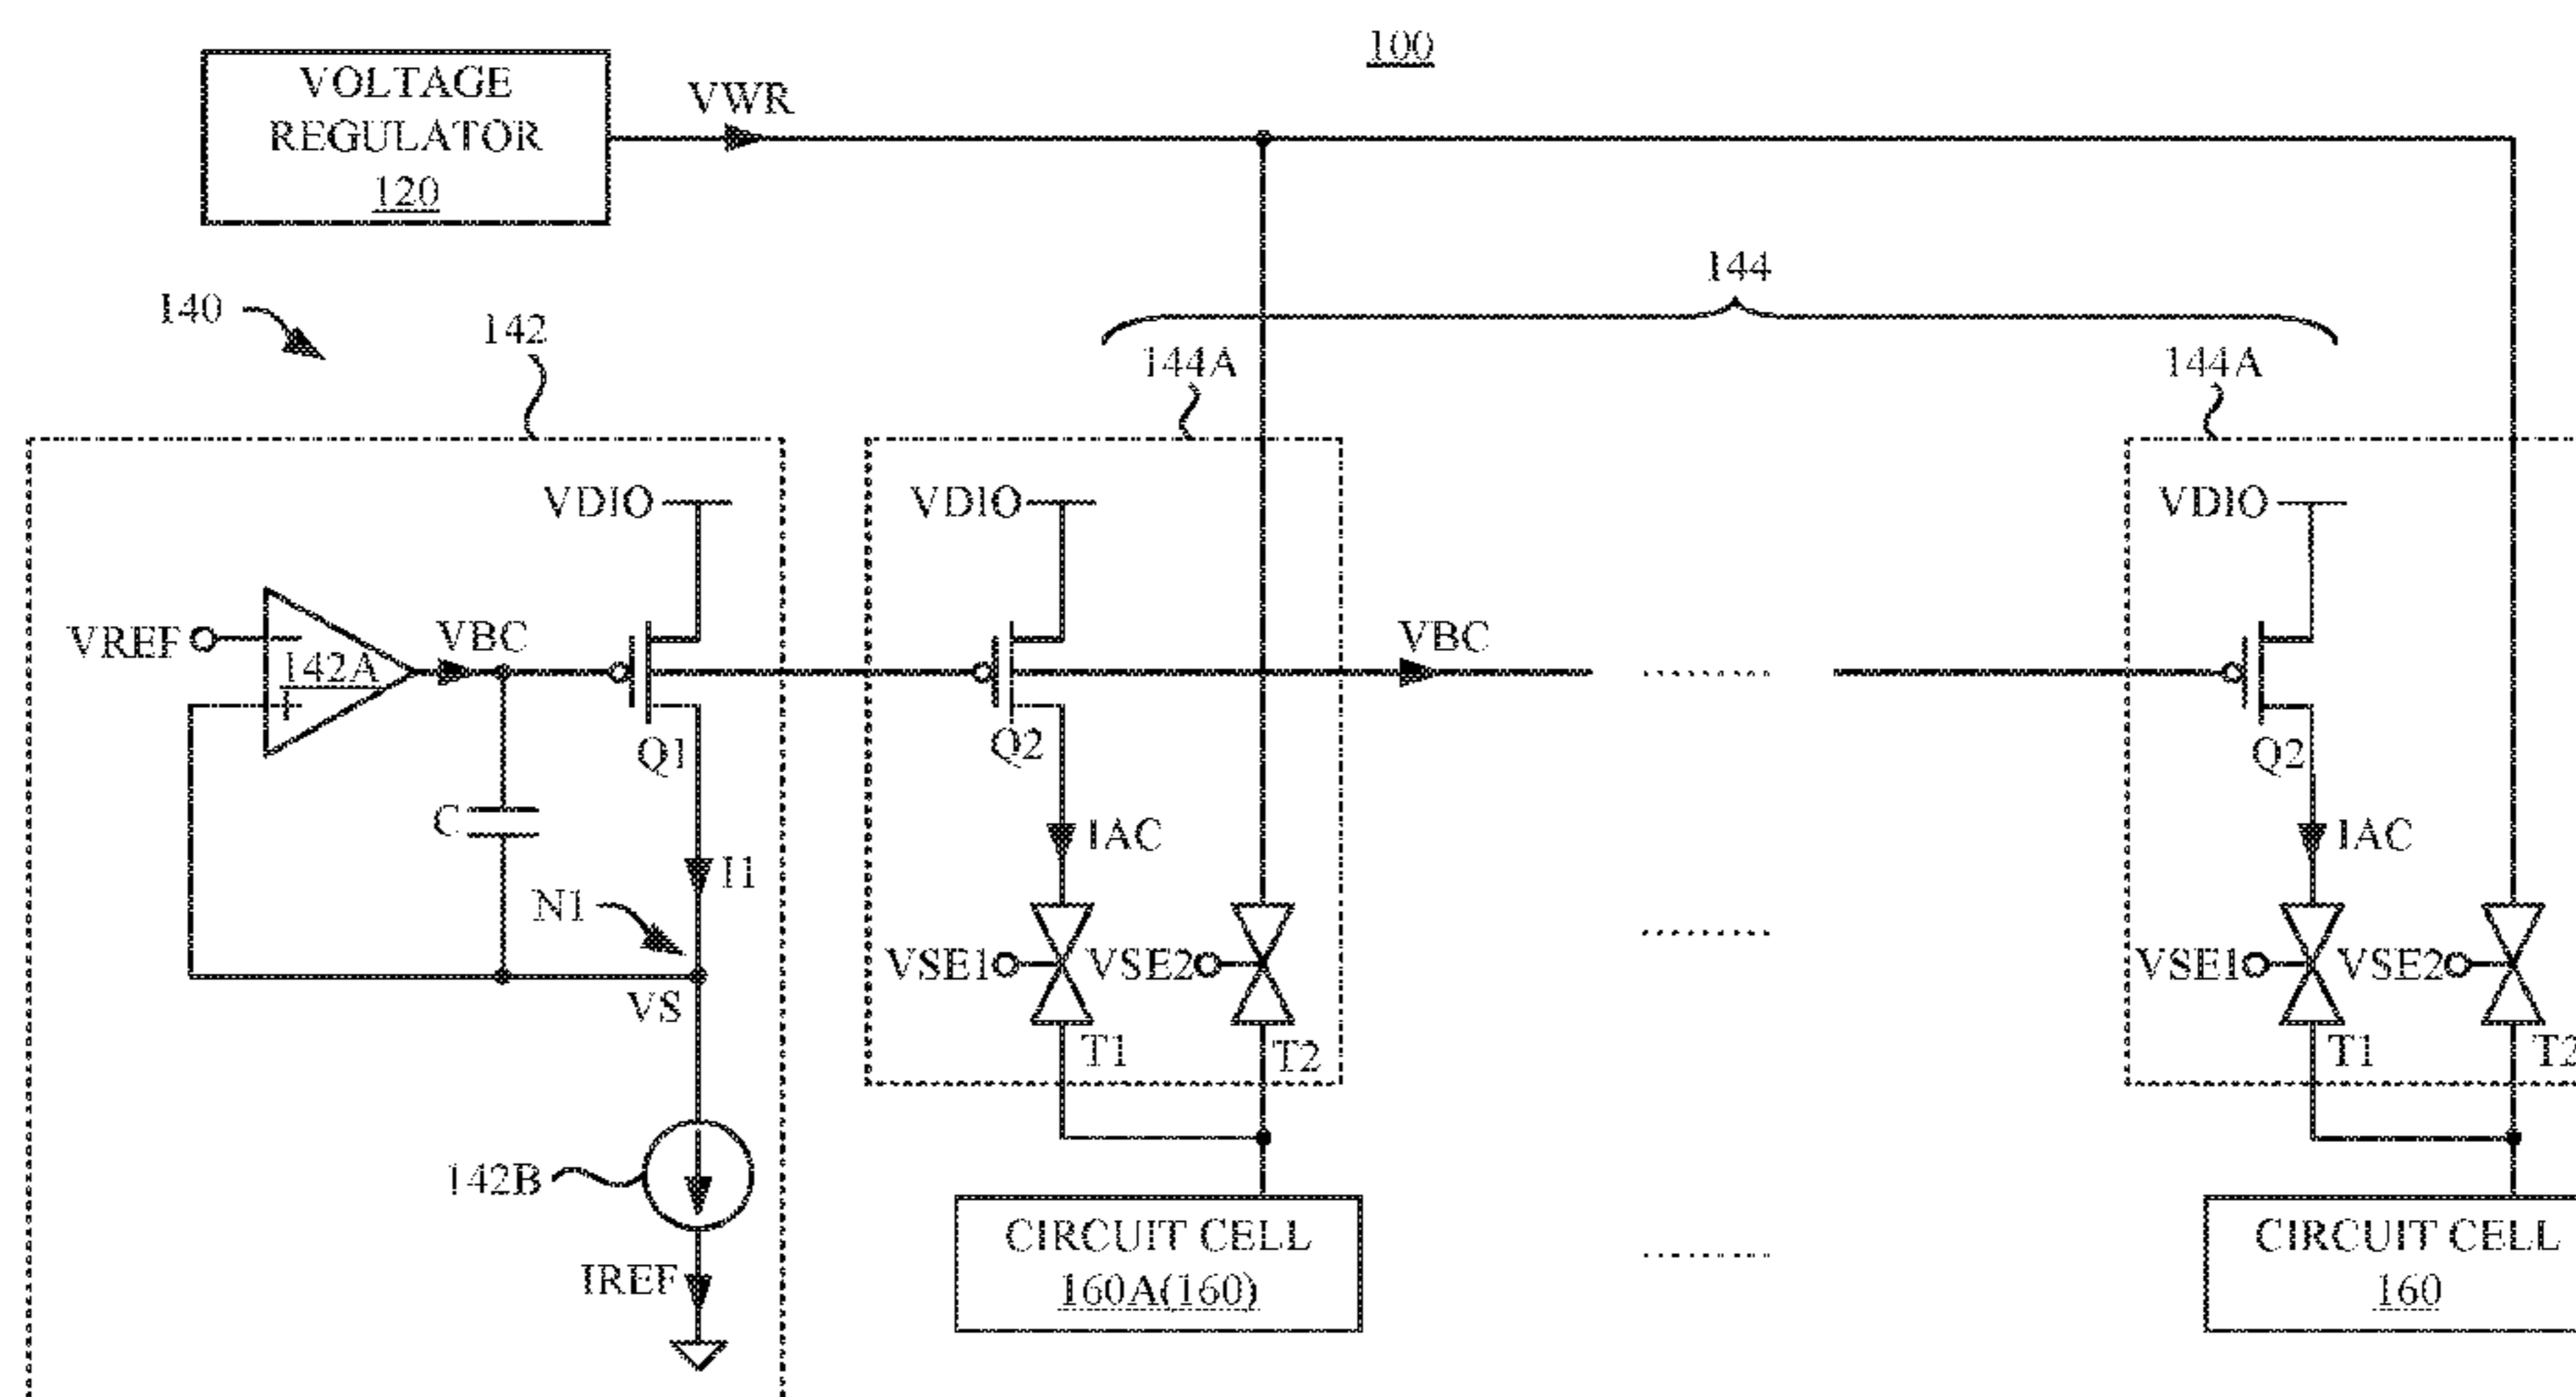 100
VOLTAGE
REGULATOR
120
VWR
144
140
142
144A
144A
VDIO
VDIO
VDIO
VREF
142A
VBC
VBC
Q1
Q2
Q2
C
I1
IAC
IAC
N1
VSE1
VSE2
VSE1
VSE2
VS
T1
T2
T1
T2
142B
IREF
CIRCUIT CELL
160A(160)
CIRCUIT CELL
160